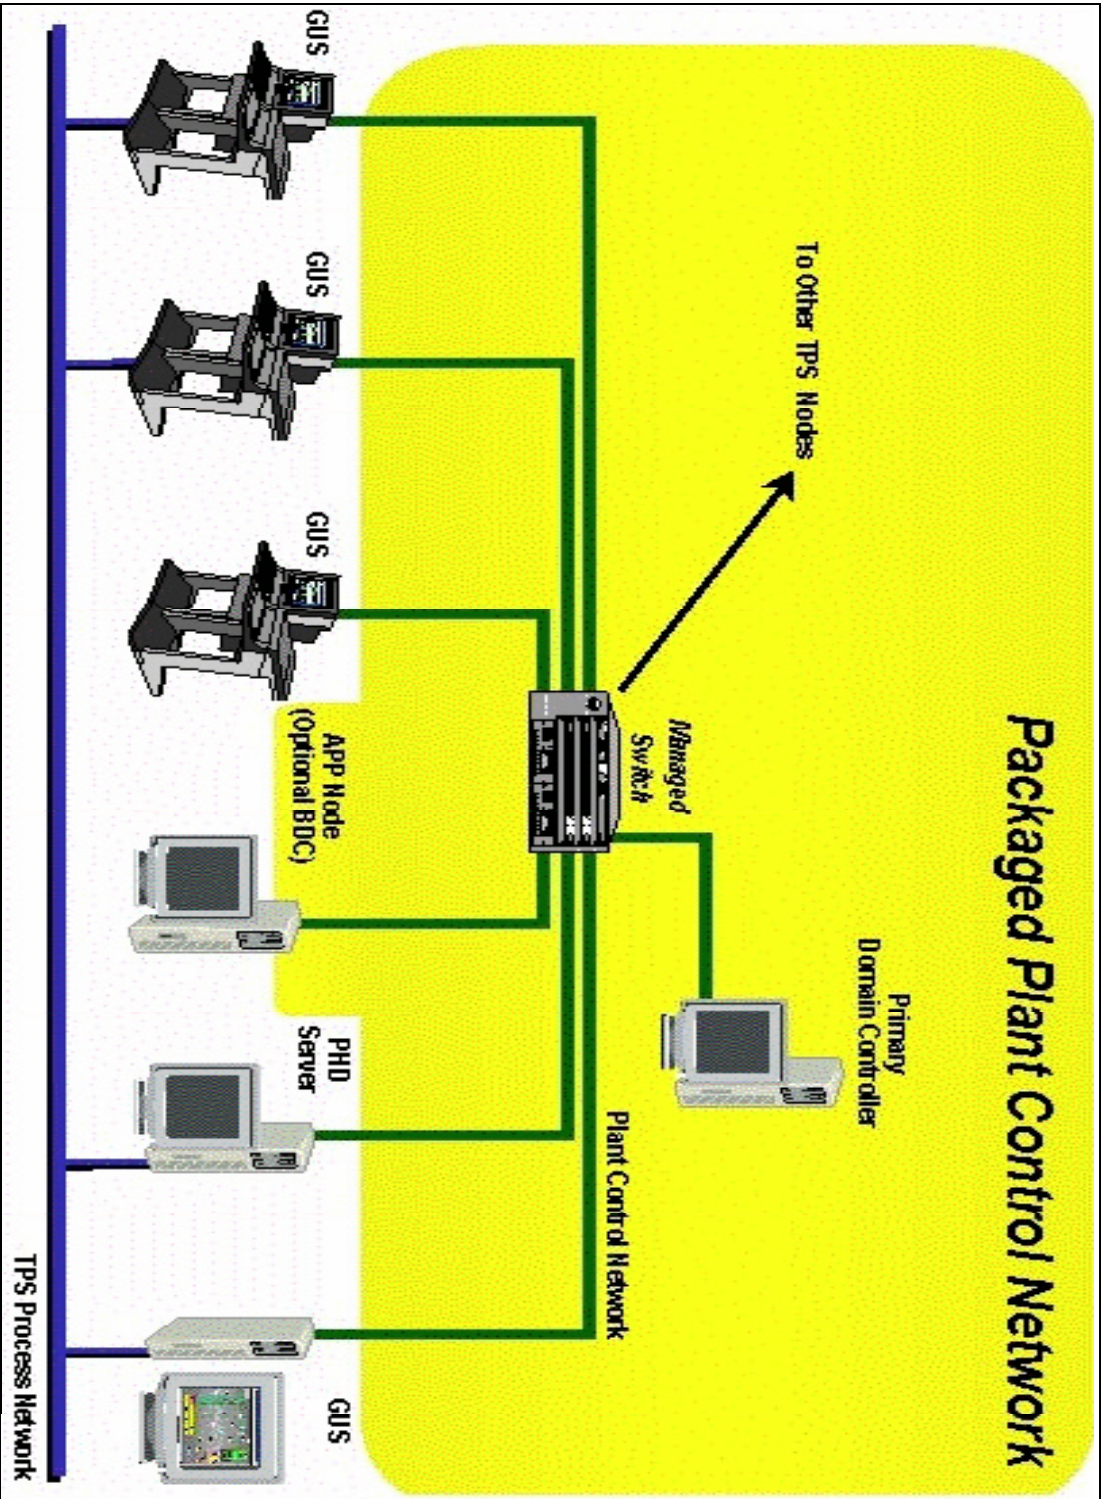 Packaged Plant Control Network
Primary
Domain Controller
To Other TPS Nodes
Managed
Switch
Plant Control Network
GUS
GUS
GUS
APP Node
(Optional BDC)
PHD
Server
GUS
TPS Process Network